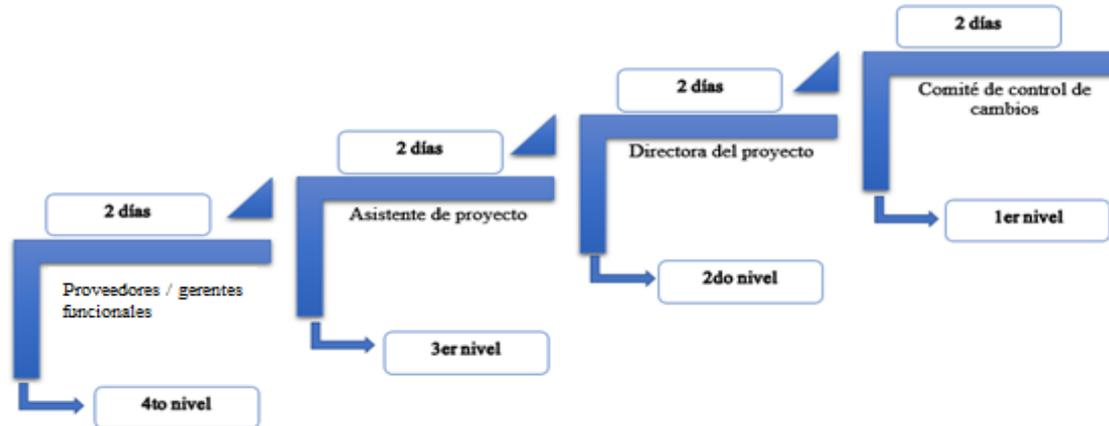 2 días
Comité de control de
cambios
1er nivel
2 días
Directora del proyecto
2do nivel
2 días
Asistente de proyecto
3er nivel
2 días
Proveedores / gerentes
funcionales
4to nivel